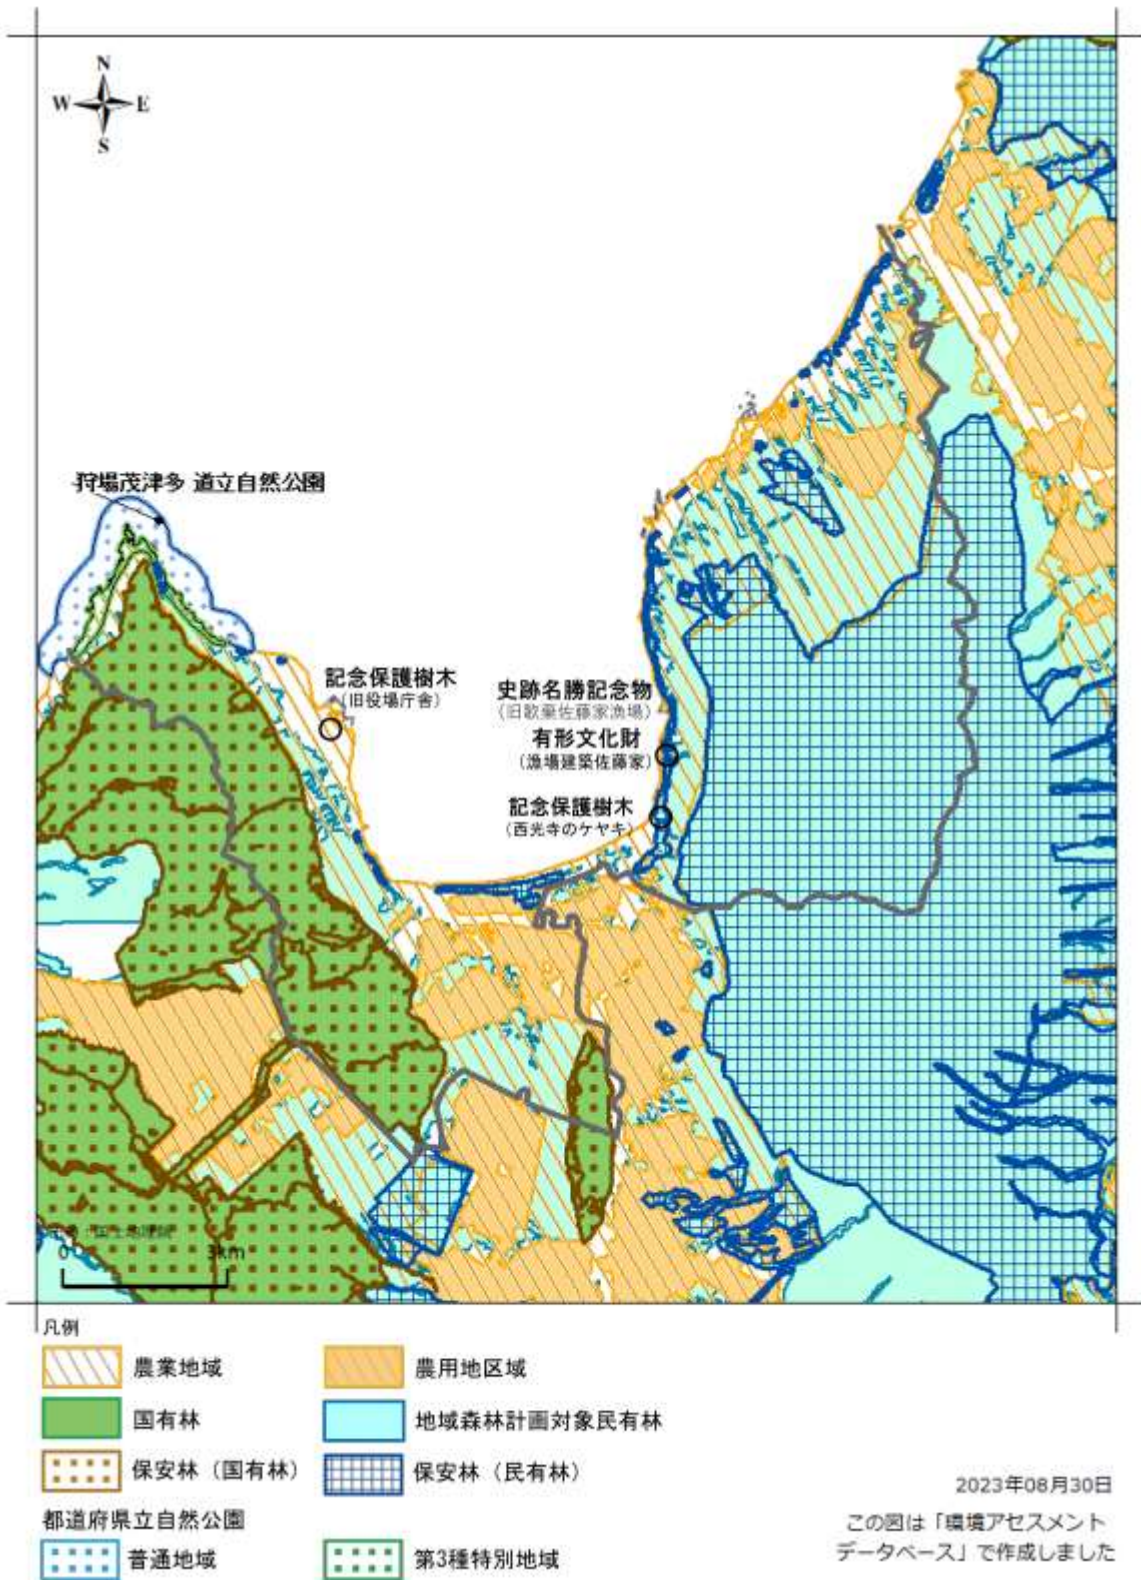 N
W E
S
狩場茂津多 道立自然公園
記念保護樹木
(旧役場庁舎)
史跡名勝記念物
(旧歌棄佐藤家漁場)
有形文化財
(漁場建築佐藤家)
記念保護樹木
(西光寺のケヤキ)
0 3km
凡例
農業地域
農用地区域
国有林
地域森林計画対象民有林
保安林（国有林）
保安林（民有林）
都道府県立自然公園
普通地域
第3種特別地域
2023年08月30日
この図は「環境アセスメント
データベース」で作成しました